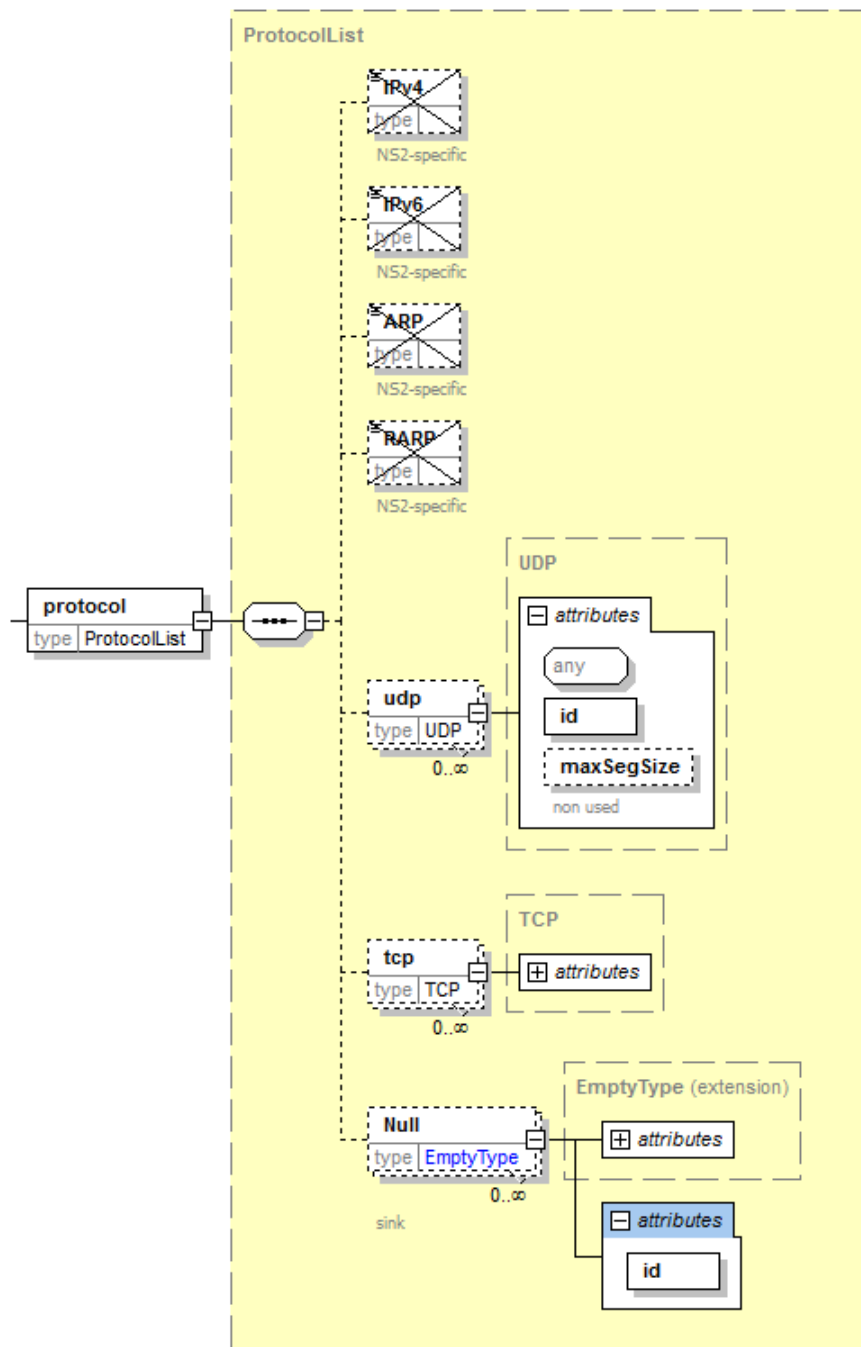 ProtocolList
IPv4
type
NS2-specific
IPv6
type
NS2-specific
ARP
type
NS2-specific
RARP
type
NS2-specific
protocol
type ProtocolList
UDP
attributes
any
id
maxSegSize
non used
udp
type UDP
0..∞
TCP
tcp
attributes
type TCP
0..∞
EmptyType (extension)
Null
attributes
type EmptyType
0..∞
sink
attributes
id